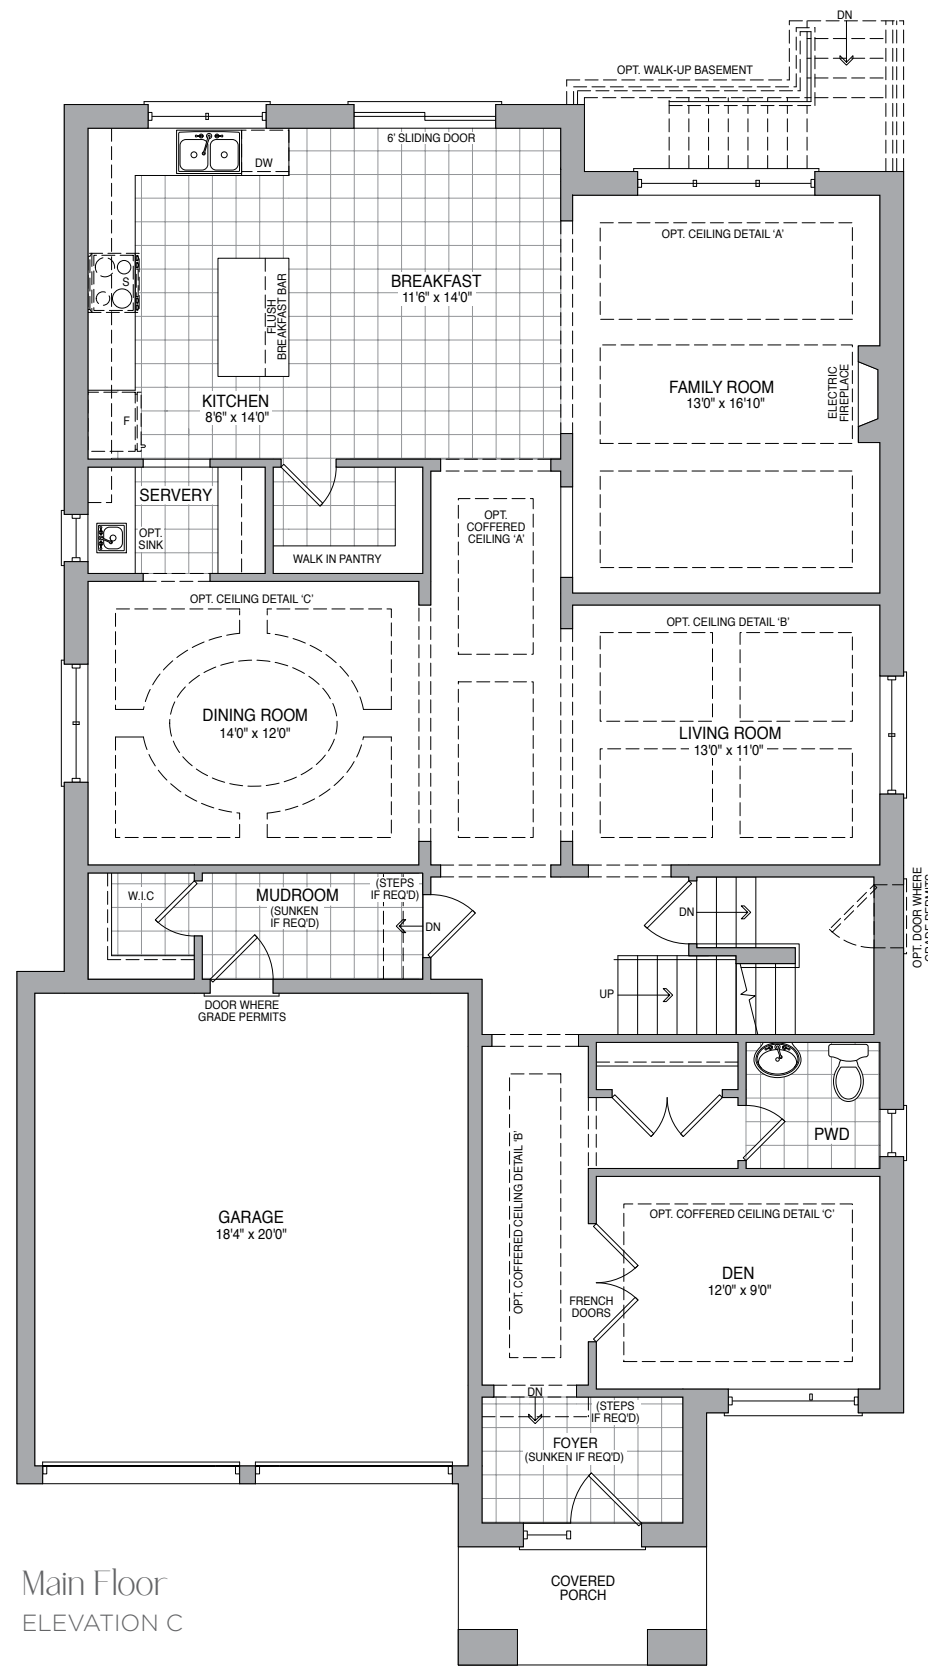 DN
OPT. WALK-UP BASEMENT
6' SLIDING DOOR
DW
OPT. CEILING DETAIL 'A'
S
BREAKFAST
11'6" x 14'0"
FLUSH
BREAKFAST BAR
FAMILY ROOM
13'0" x 16'10"
ELECTRIC
FIREPLACE
KITCHEN
8'6" x 14'0"
F
SERVERY
OPT.
SINK
WALK IN PANTRY
OPT.
COFFERED
CEILING 'A'
OPT. CEILING DETAIL 'C'
OPT. CEILING DETAIL 'B'
DINING ROOM
14'0" x 12'0"
LIVING ROOM
13'0" x 11'0"
W.I.C
MUDROOM
(SUNKEN
IF REQ'D)
(STEPS
IF REQ'D)
DN
DN
OPT. DOOR WHERE
GRADE PERMITS
UP
DOOR WHERE
GRADE PERMITS
PWD
OPT. COFFERED CEILING DETAIL 'B'
GARAGE
18'4" x 20'0"
OPT. COFFERED CEILING DETAIL 'C'
DEN
12'0" x 9'0"
FRENCH
DOORS
DN
(STEPS
IF REQ'D)
FOYER
(SUNKEN IF REQ'D)
COVERED
PORCH
Main Floor
ELEVATION C